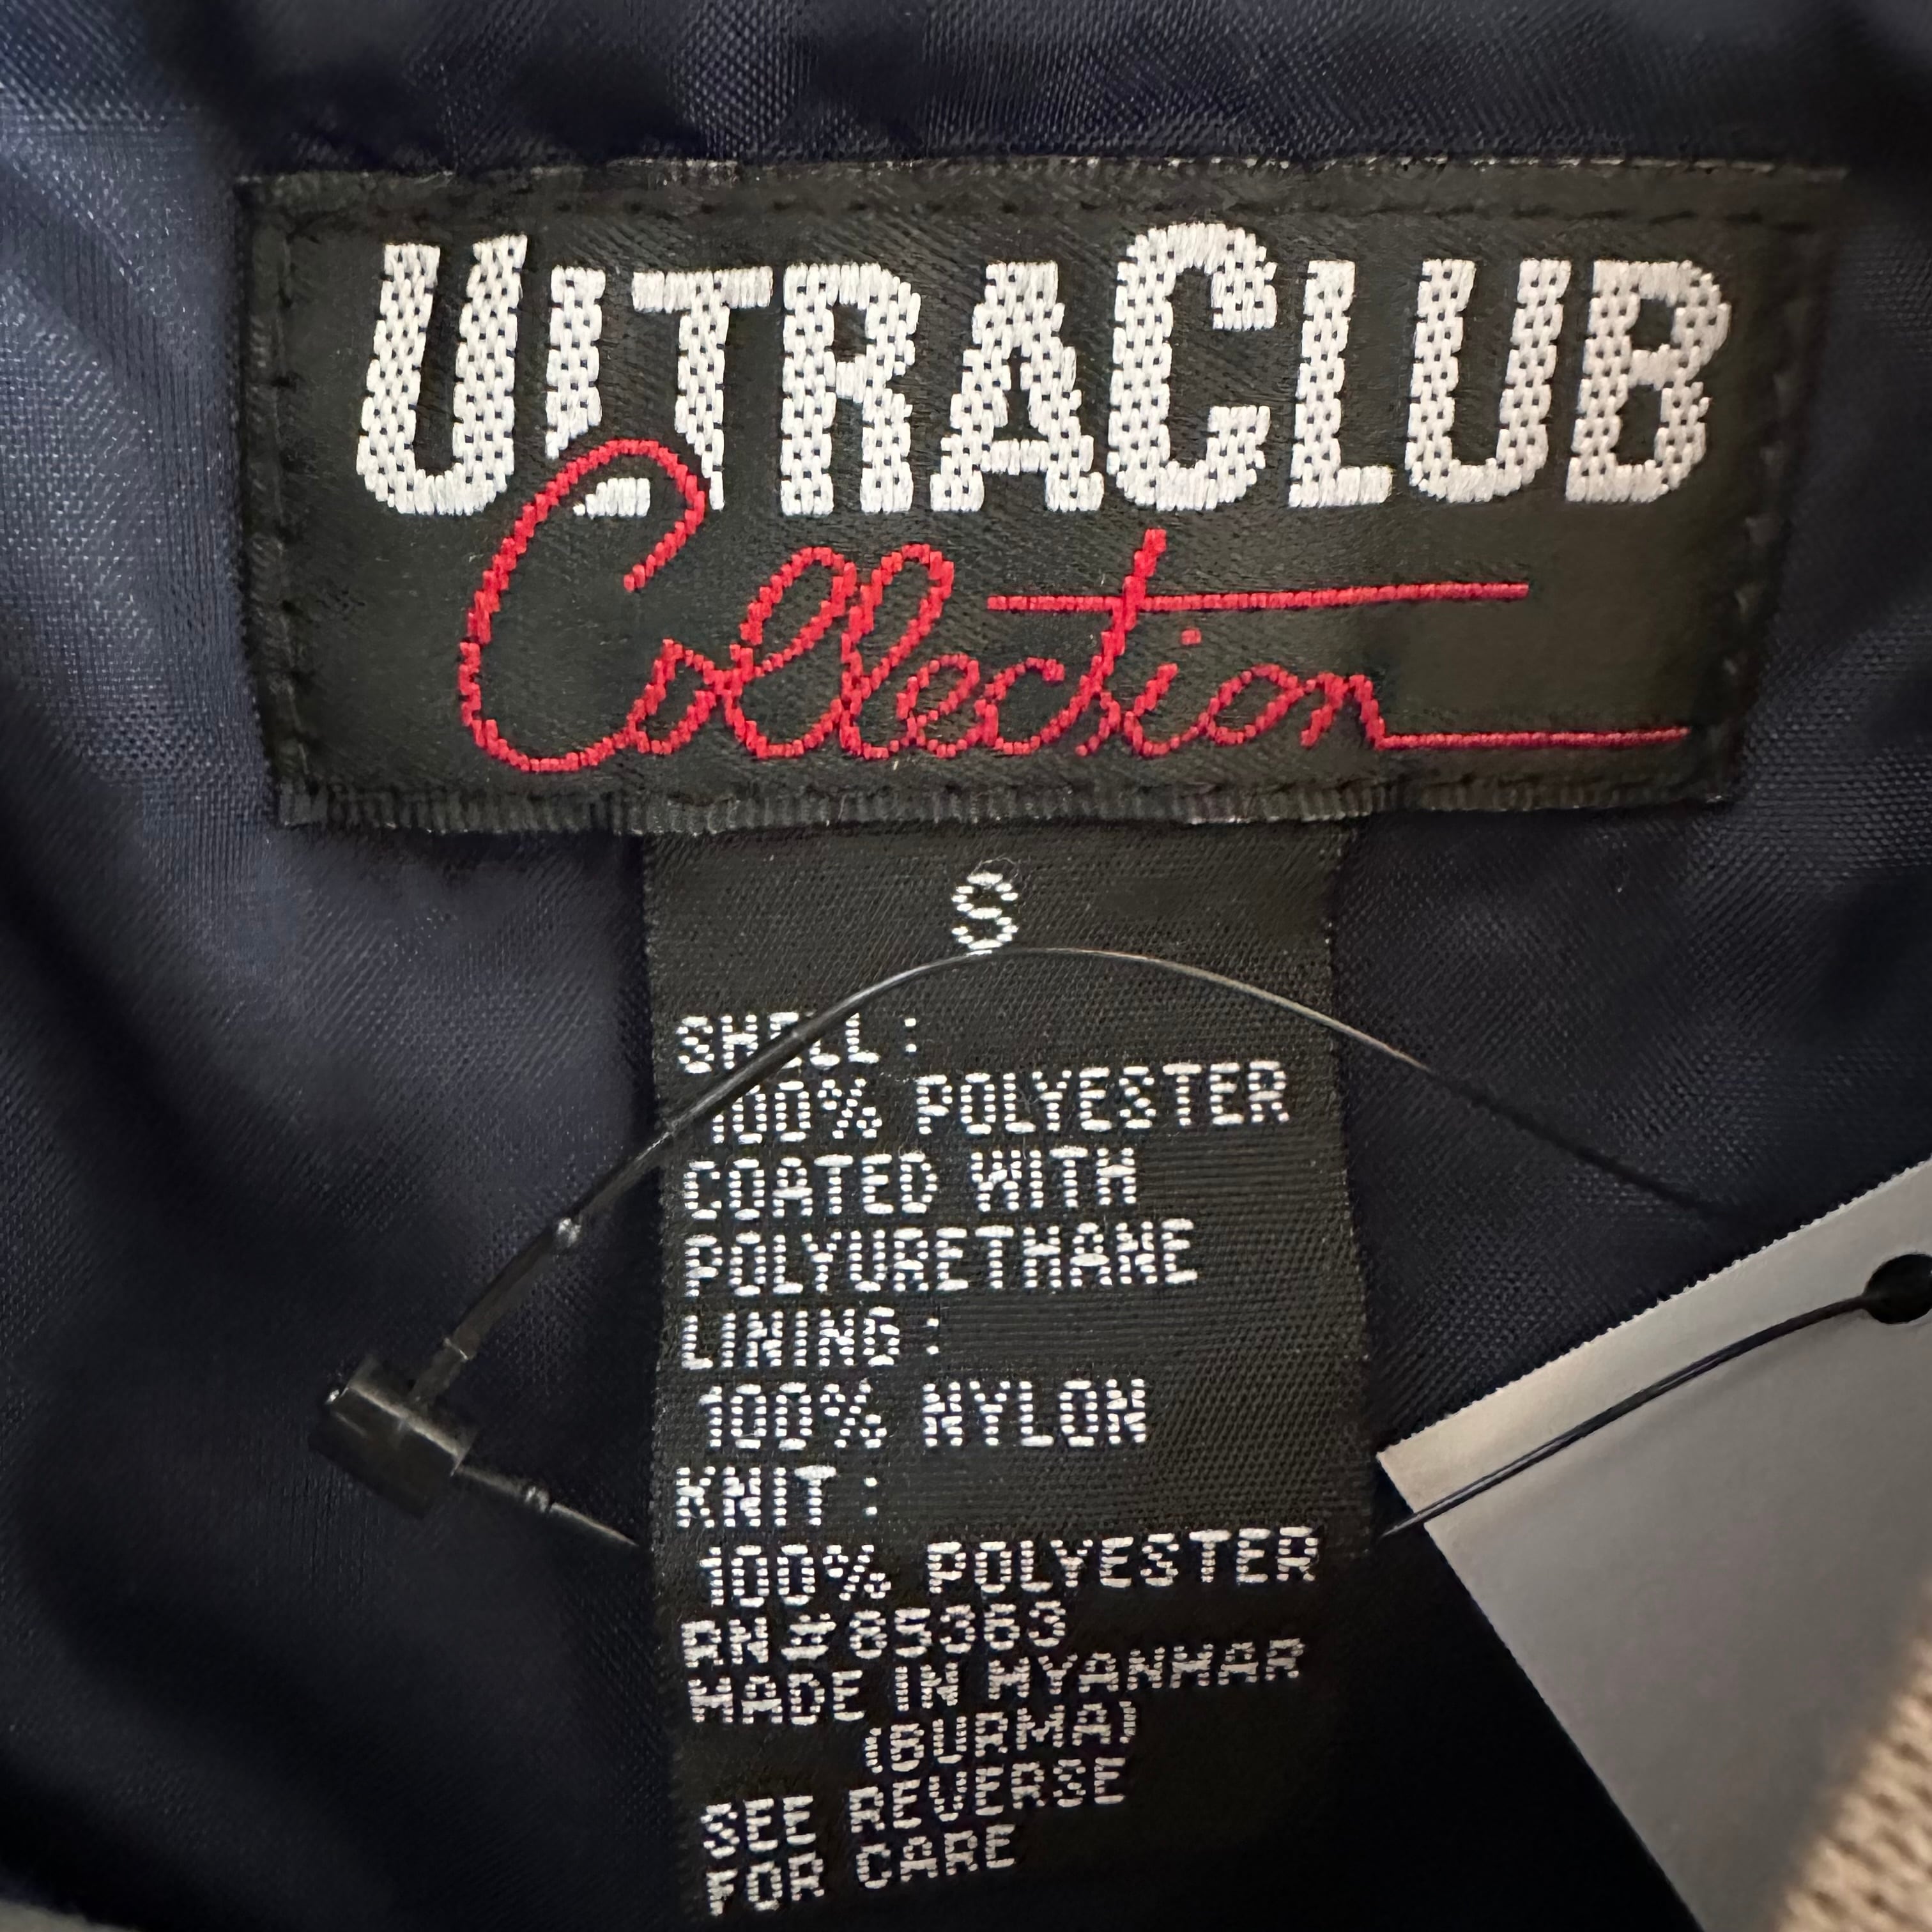 ULTRACLUB
Collection
S
SHELL:
100% POLYESTER
COATED WITH
POLYURETHANE
LINING:
100% NYLON
KNIT:
100% POLYESTER
RN#85363
MADE IN MYANMAR
(BURMA)
SEE REVERSE
FOR CARE